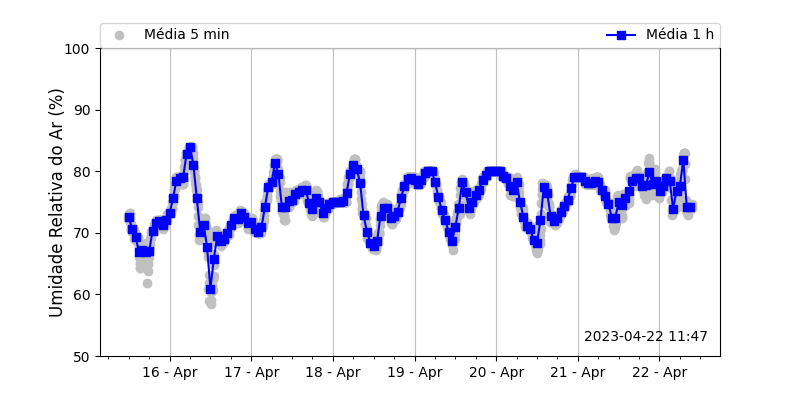 Média 5 min
Média 1 h
Umidade Relativa do Ar (%)
100
90
80
70
60
50
2023-04-22 11:47
16 - Apr
17 - Apr
18 - Apr
19 - Apr
20 - Apr
21 - Apr
22 - Apr